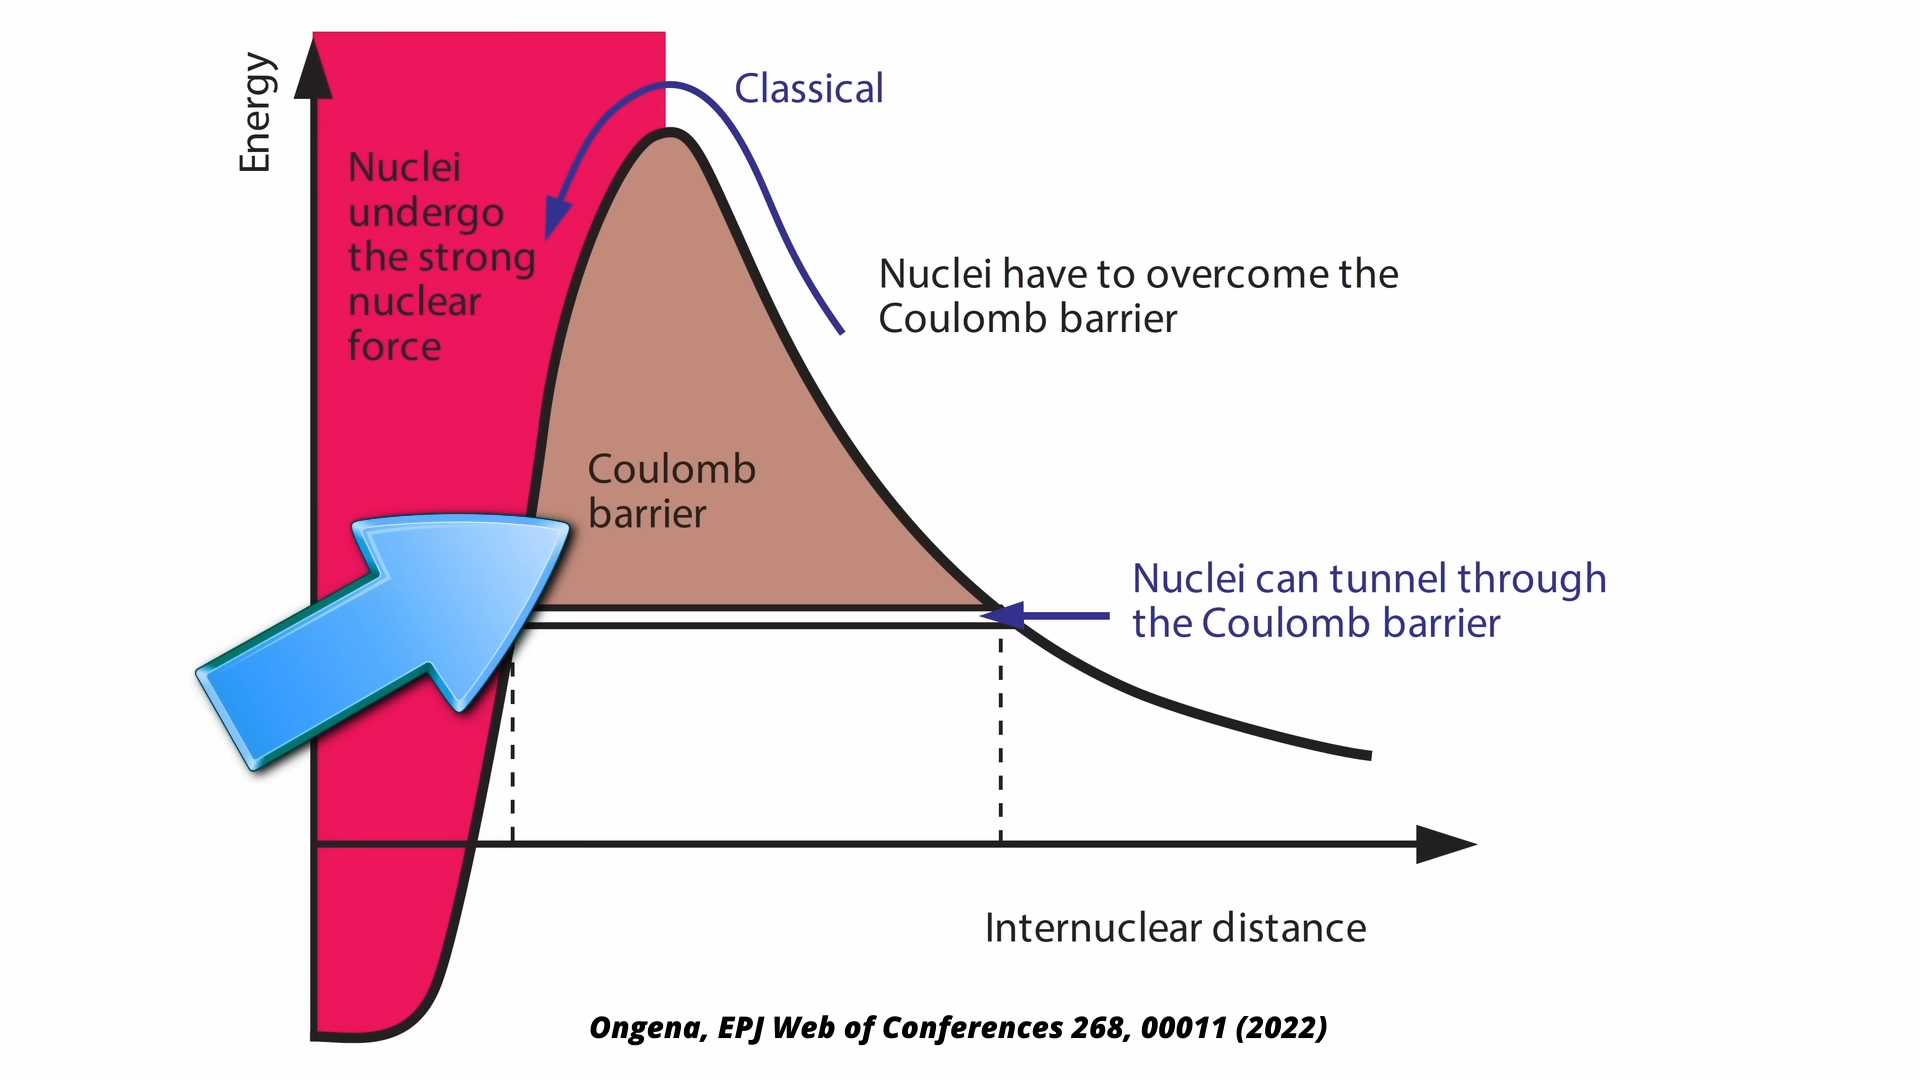 Energy
Classical
Nuclei
undergo
the strong
nuclear
force
Nuclei have to overcome the
Coulomb barrier
Coulomb
barrier
Nuclei can tunnel through
the Coulomb barrier
Internuclear distance
Ongena, EPJ Web of Conferences 268, 00011 (2022)